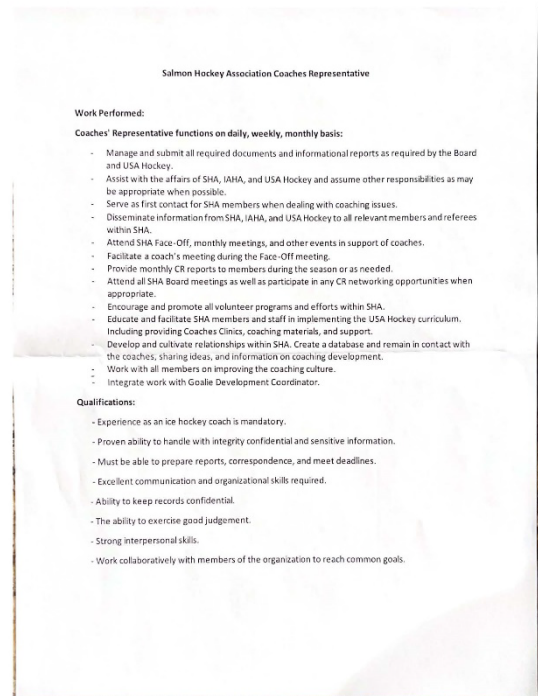 Salmon Hockey Association Coaches Representative
Work Performed:
Coaches' Representative functions on daily, weekly, monthly basis:
- Manage and submit all required documents and informational reports as required by the Board
and USA Hockey.
- Assist with the affairs of SHA, IAHA, and USA Hockey and assume other responsibilities as may
be appropriate when possible.
- Serve as first contact for SHA members when dealing with coaching issues.
- Disseminate information from SHA, IAHA, and USA Hockey to all relevant members and referees
within SHA.
- Attend SHA Face-Off, monthly meetings, and other events in support of coaches.
- Facilitate a coach's meeting during the Face-Off meeting.
- Provide monthly CR reports to members during the season or as needed.
- Attend all SHA Board meetings as well as participate in any CR networking opportunities when
appropriate.
- Encourage and promote all volunteer programs and efforts within SHA.
- Educate and facilitate SHA members and staff in implementing the USA Hockey curriculum.
Including providing Coaches Clinics, coaching materials, and support.
- Develop and cultivate relationships within SHA. Create a database and remain in contact with
the coaches, sharing ideas, and information on coaching development.
- Work with all members on improving the coaching culture.
- Integrate work with Goalie Development Coordinator.
Qualifications:
- Experience as an ice hockey coach is mandatory.
- Proven ability to handle with integrity confidential and sensitive information.
- Must be able to prepare reports, correspondence, and meet deadlines.
- Excellent communication and organizational skills required.
- Ability to keep records confidential.
- The ability to exercise good judgement.
- Strong interpersonal skills.
- Work collaboratively with members of the organization to reach common goals.